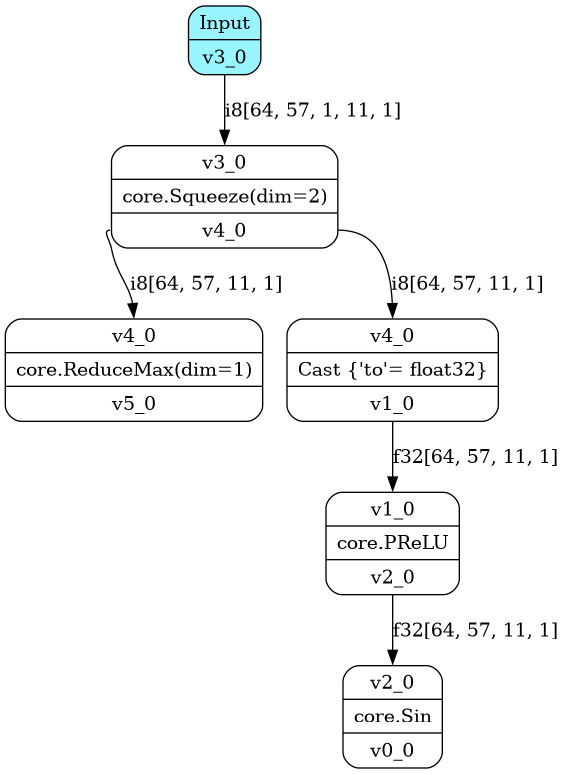 Input
v3_0
i8[64, 57, 1, 11, 1]
v3_0
core.Squeeze(dim=2)
v4_0
i8[64, 57, 11, 1]
i8[64, 57, 11, 1]
v4_0
core.ReduceMax(dim=1)
v5_0
v4_0
Cast {'to'= float32}
v1_0
f32[64, 57, 11, 1]
v1_0
core.PReLU
v2_0
f32[64, 57, 11, 1]
v2_0
core.Sin
v0_0